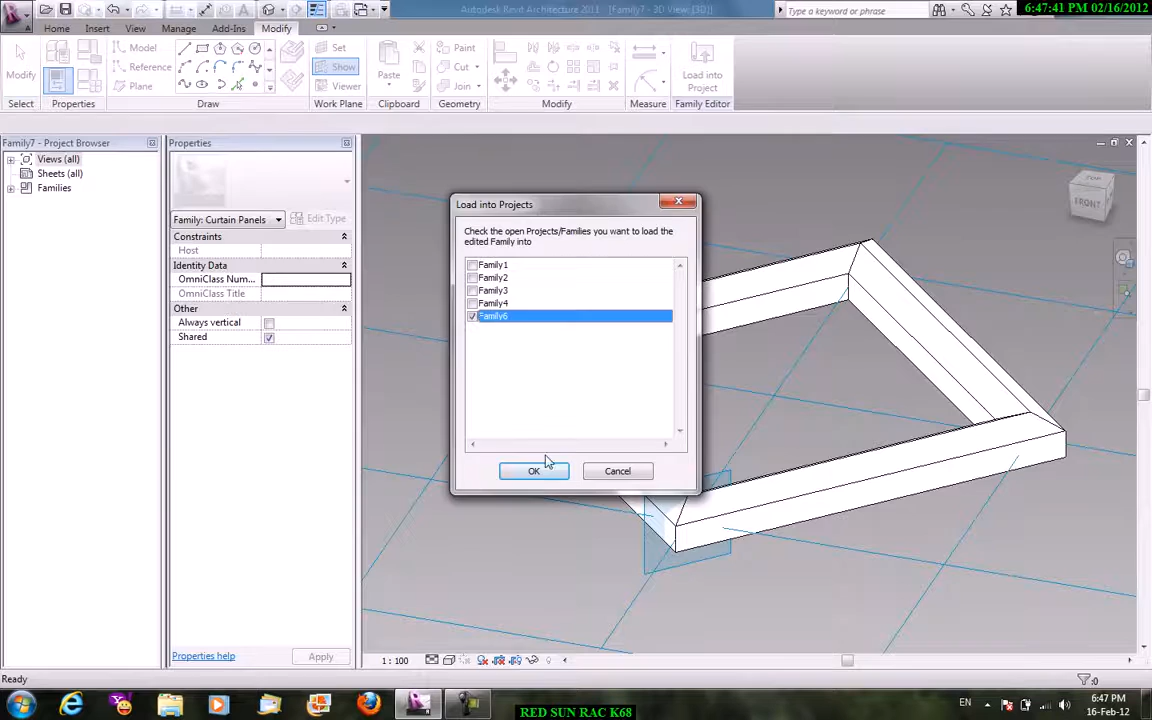 Autodesk Revit Architecture 2011 - Family7 - 3D View: {3D}
Type a keyword or phrase
6:47:41 PM 02/16/2012
Home Insert View Manage Add-Ins Modify
Modify
Model
Reference
Plane
Set
Show
Viewer
Paste
Paint
Cut
Join
Load into
Project
Select Properties Draw Work Plane Clipboard Geometry Modify Measure Family Editor
Family7 - Project Browser
Views (all)
Sheets (all)
Families
Properties
Family: Curtain Panels
Edit Type
Constraints
Host
Identity Data
OmniClass Num...
OmniClass Title
Other
Always vertical
Shared
Properties help
Apply
Load into Projects
Check the open Projects/Families you want to load the
edited Family into
Family1
Family2
Family3
Family4
Family6
OK
Cancel
TOP
FRONT
1 : 100
Ready
:0
EN
6:47 PM
16-Feb-12
RED SUN RAC K68